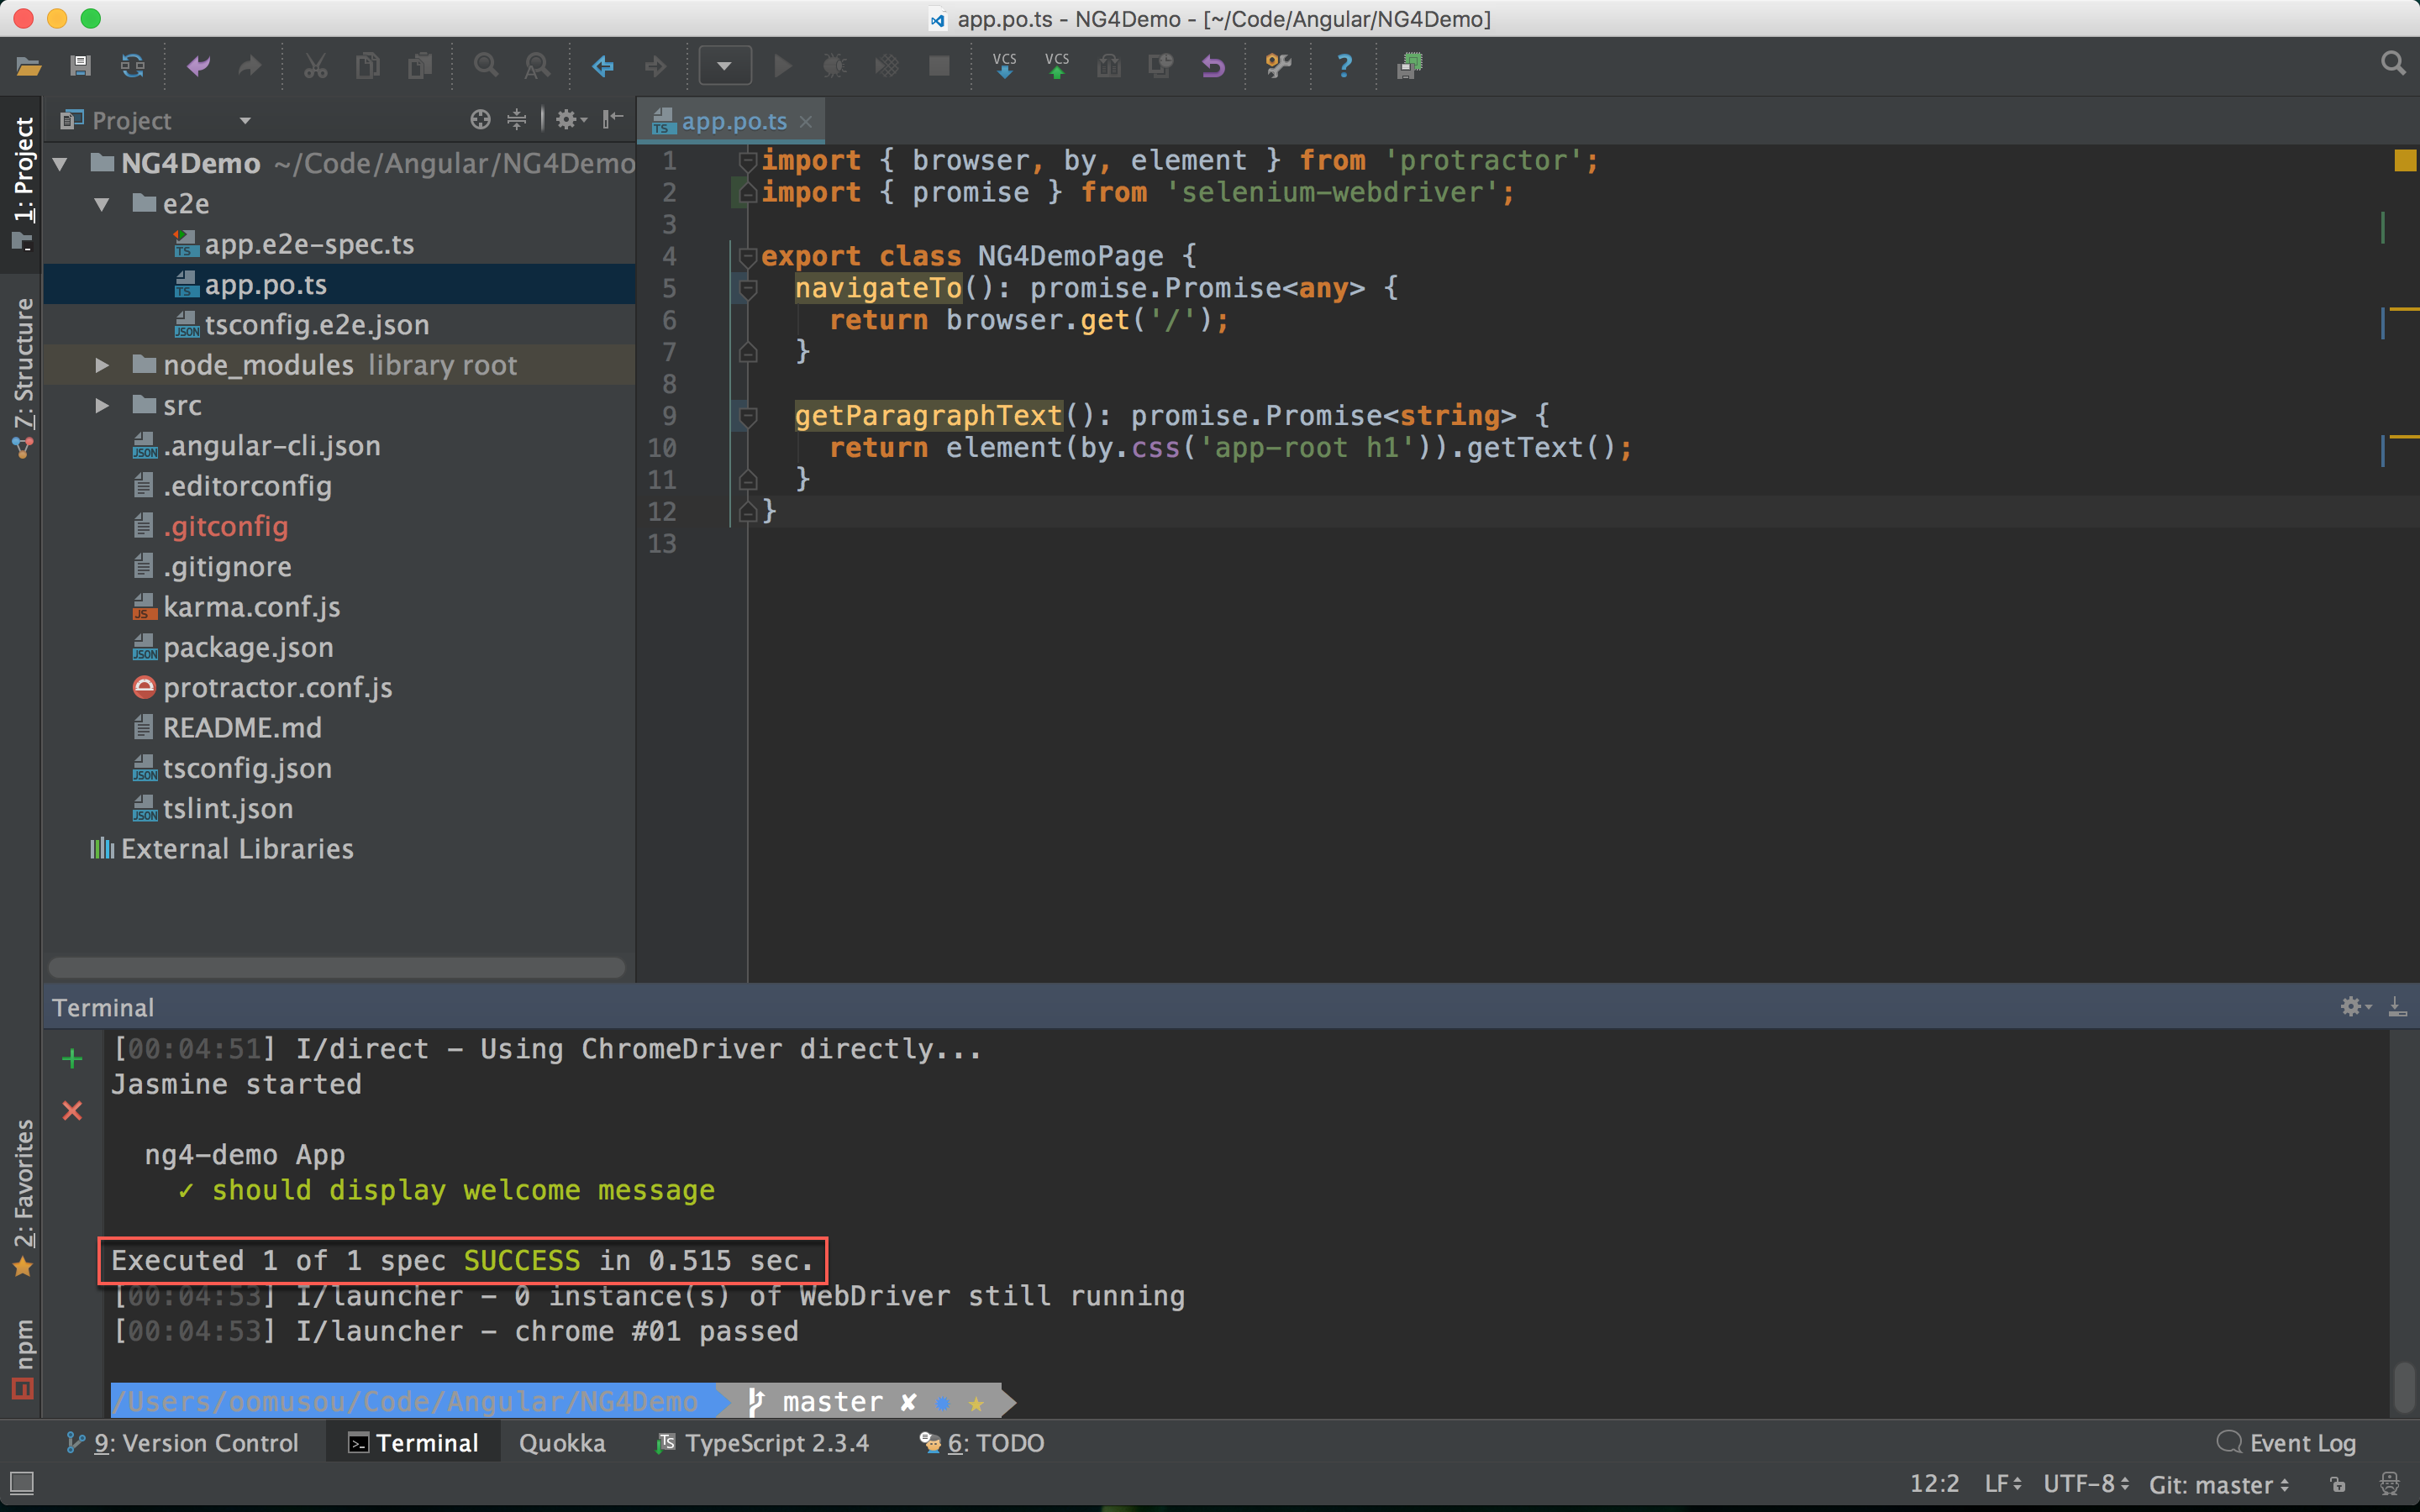 app.po.ts - NG4Demo - [~/Code/Angular/NG4Demo]
VCS
VCS
?
1: Project
7: Structure
2: Favorites
npm
Project
NG4Demo ~/Code/Angular/NG4Demo
e2e
app.e2e-spec.ts
app.po.ts
tsconfig.e2e.json
node_modules library root
src
.angular-cli.json
.editorconfig
.gitconfig
.gitignore
karma.conf.js
package.json
protractor.conf.js
README.md
tsconfig.json
tslint.json
External Libraries
app.po.ts
1 import { browser, by, element } from 'protractor';
2 import { promise } from 'selenium-webdriver';
3
4 export class NG4DemoPage {
5 navigateTo(): promise.Promise<any> {
6 return browser.get('/');
7 }
8
9 getParagraphText(): promise.Promise<string> {
10 return element(by.css('app-root h1')).getText();
11 }
12 }
13
Terminal
[00:04:51] I/direct - Using ChromeDriver directly...
Jasmine started
ng4-demo App
✓ should display welcome message
Executed 1 of 1 spec SUCCESS in 0.515 sec.
[00:04:53] I/launcher - 0 instance(s) of WebDriver still running
[00:04:53] I/launcher - chrome #01 passed
/Users/oomusou/Code/Angular/NG4Demo master ✘
9: Version Control
Terminal
Quokka
TypeScript 2.3.4
6: TODO
Event Log
12:2 LF UTF-8 Git: master